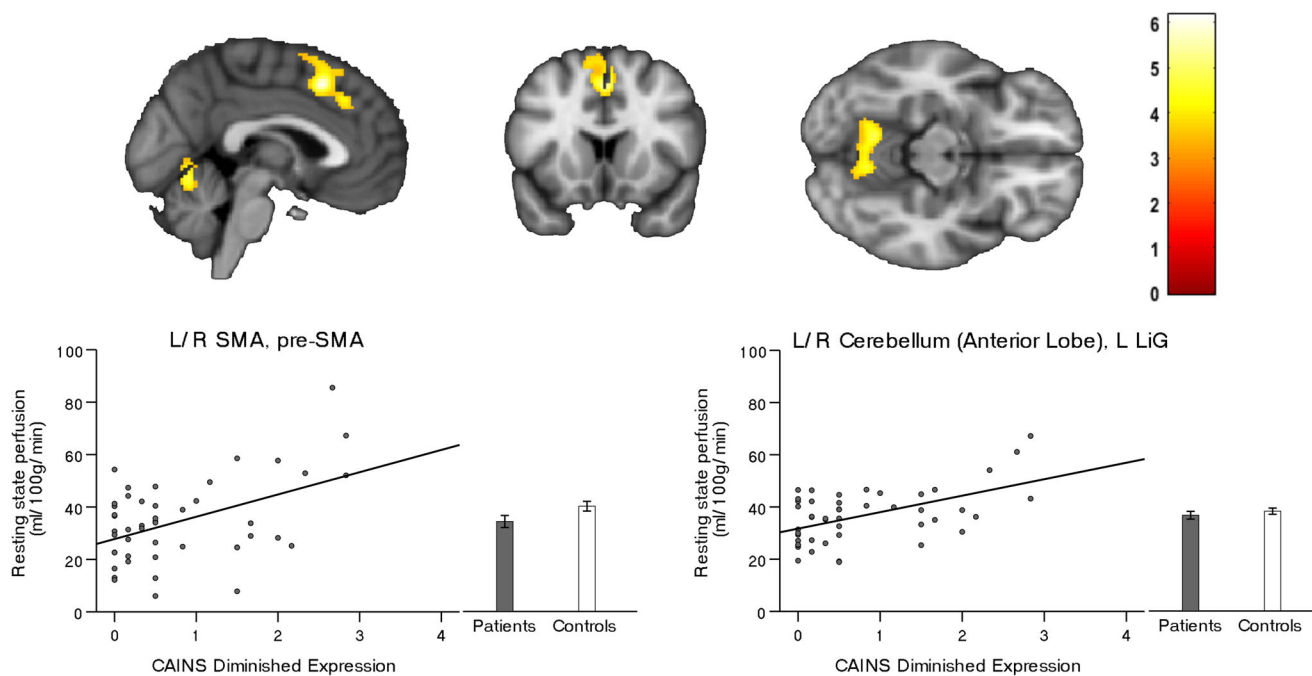 6
5
4
3
2
1
0
L/R SMA, pre-SMA
100
80
60
40
20
0
Resting state perfusion
(ml/100g/min)
0 1 2 3 4
CAINS Diminished Expression
Patients Controls
L/R Cerebellum (Anterior Lobe), L LiG
100
80
60
40
20
0
Resting state perfusion
(ml/100g/min)
0 1 2 3 4
CAINS Diminished Expression
Patients Controls